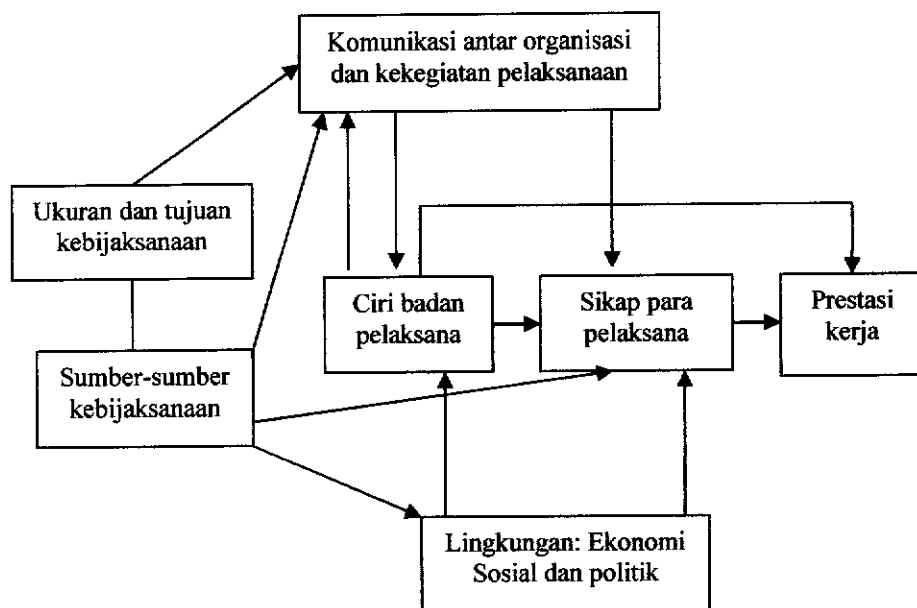 Komunikasi antar organisasi
dan kekegiatan pelaksanaan
Ukuran dan tujuan
kebijaksanaan
Ciri badan
pelaksana
Sikap para
pelaksana
Prestasi
kerja
Sumber-sumber
kebijaksanaan
Lingkungan: Ekonomi
Sosial dan politik